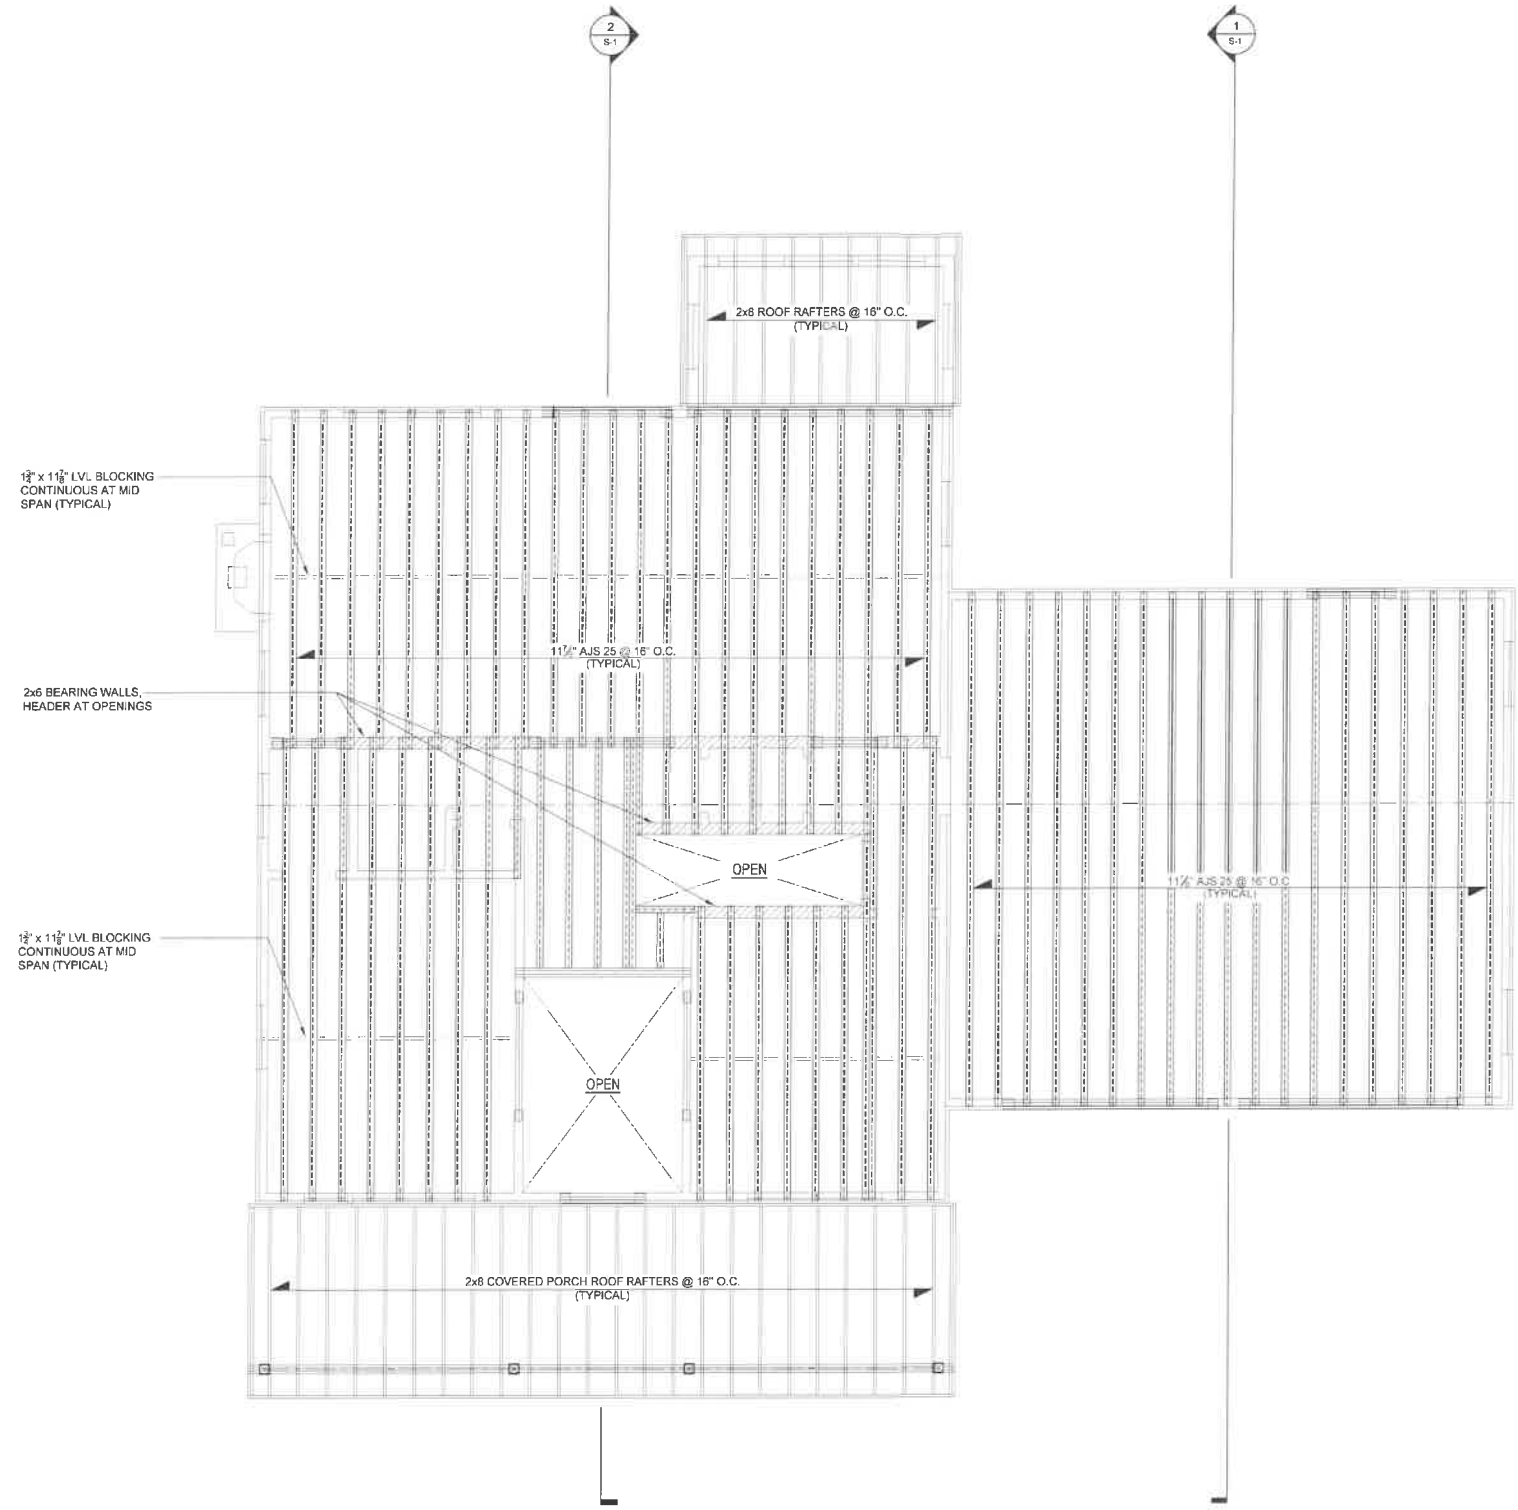 2
S-1
1
S-1
2x8 ROOF RAFTERS @ 16" O.C.
(TYPICAL)
1¾" x 11⅞" LVL BLOCKING
CONTINUOUS AT MID
SPAN (TYPICAL)
11⅞" AJS 25 @ 16" O.C.
(TYPICAL)
2x6 BEARING WALLS,
HEADER AT OPENINGS
OPEN
11⅞" AJS 25 @ 16" O.C
(TYPICAL)
1¾" x 11⅞" LVL BLOCKING
CONTINUOUS AT MID
SPAN (TYPICAL)
OPEN
2x8 COVERED PORCH ROOF RAFTERS @ 16" O.C.
(TYPICAL)